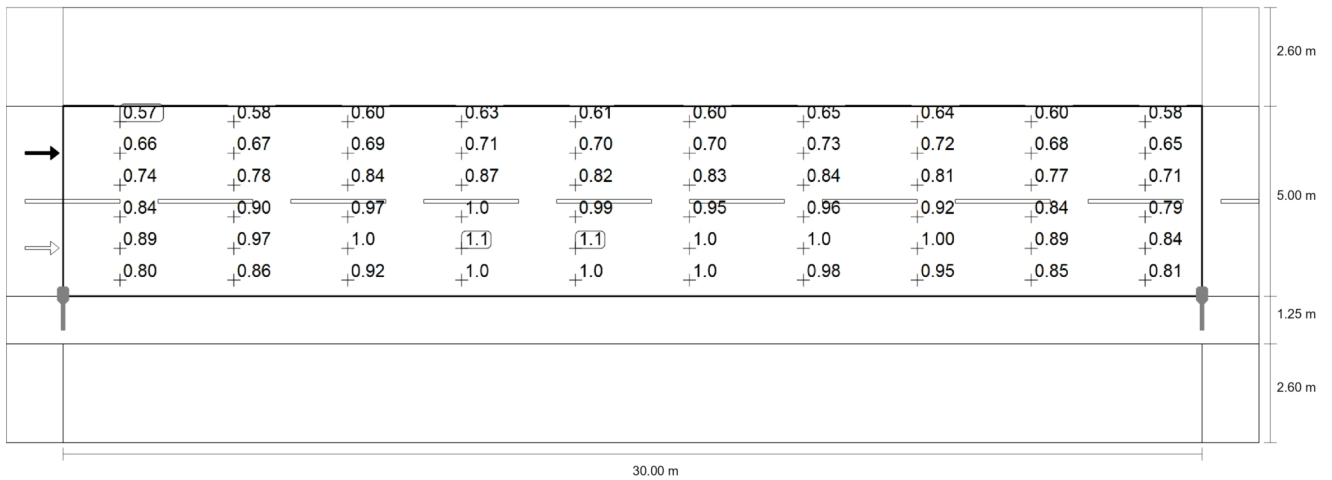 2.60 m
0.57 0.58 0.60 0.63 0.61 0.60 0.65 0.64 0.60 0.58
0.66 0.67 0.69 0.71 0.70 0.70 0.73 0.72 0.68 0.65
0.74 0.78 0.84 0.87 0.82 0.83 0.84 0.81 0.77 0.71
5.00 m
0.84 0.90 0.97 1.0 0.99 0.95 0.96 0.92 0.84 0.79
0.89 0.97 1.0 1.1 1.1 1.0 1.0 1.00 0.89 0.84
0.80 0.86 0.92 1.0 1.0 1.0 0.98 0.95 0.85 0.81
1.25 m
2.60 m
30.00 m